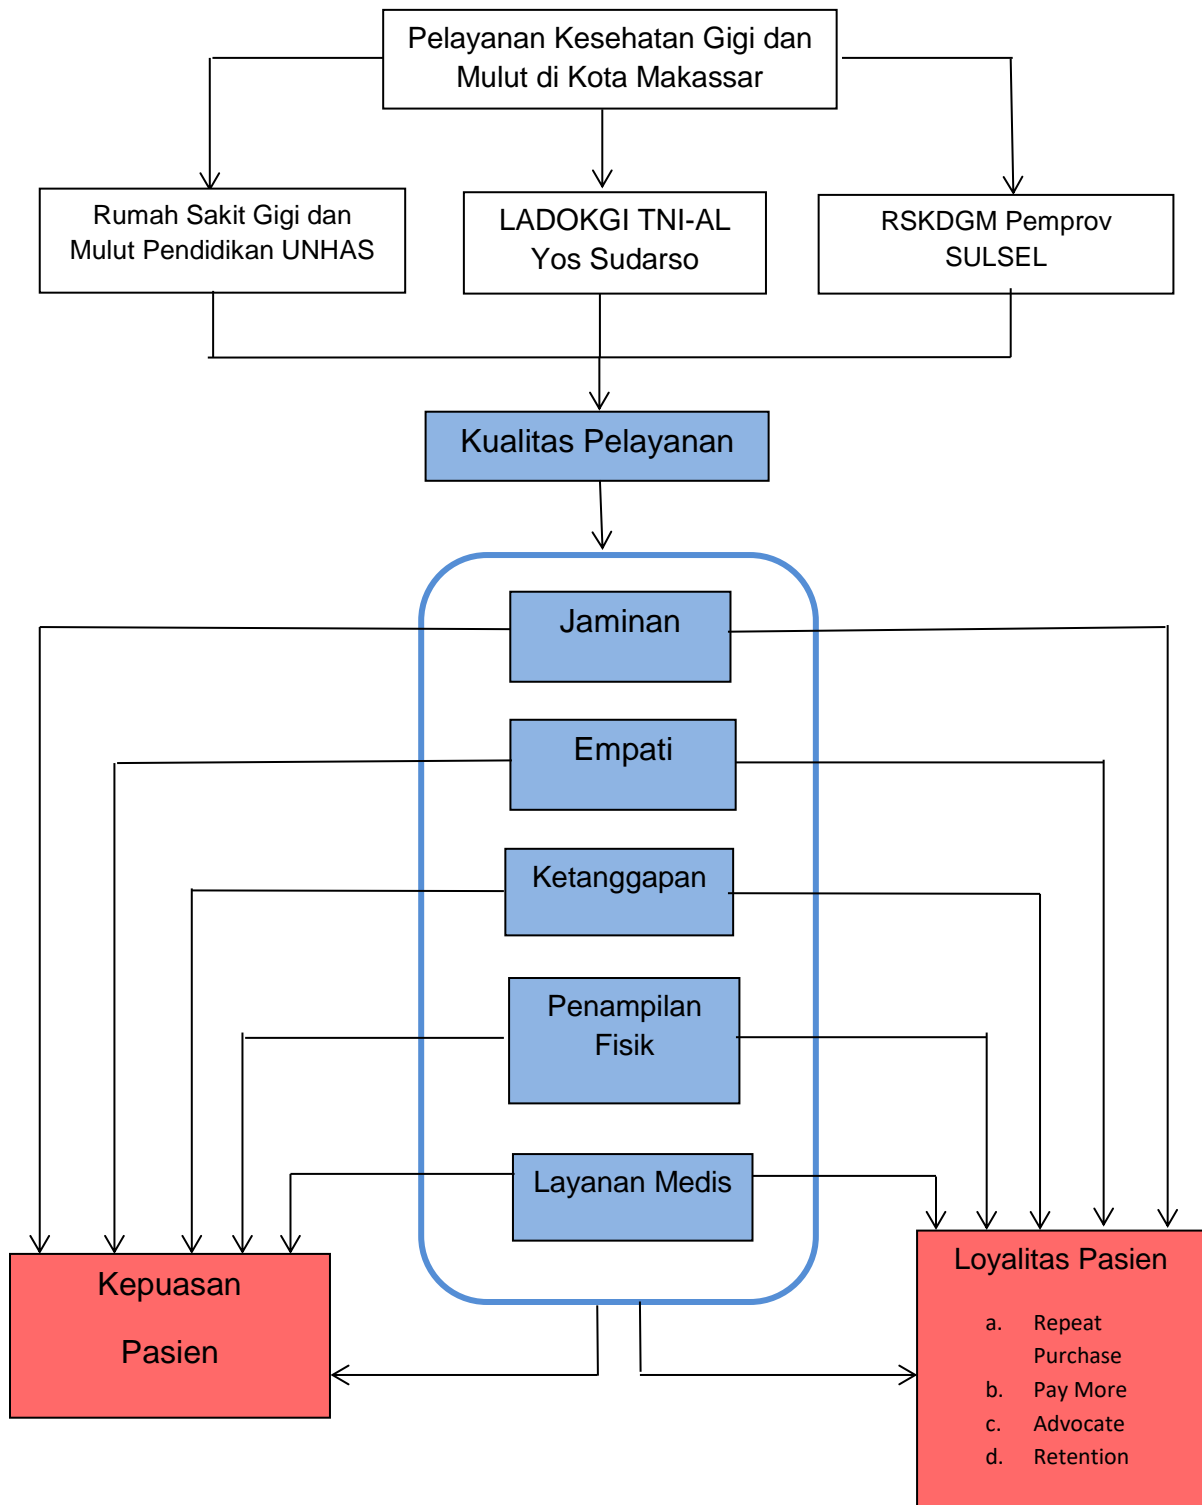 Pelayanan Kesehatan Gigi dan
Mulut di Kota Makassar
Rumah Sakit Gigi dan
Mulut Pendidikan UNHAS
LADOKGI TNI-AL
Yos Sudarso
RSKDGM Pemprov
SULSEL
Kualitas Pelayanan
Jaminan
Empati
Ketanggapan
Penampilan
Fisik
Layanan Medis
Kepuasan
Pasien
Loyalitas Pasien
a. Repeat
Purchase
b. Pay More
c. Advocate
d. Retention